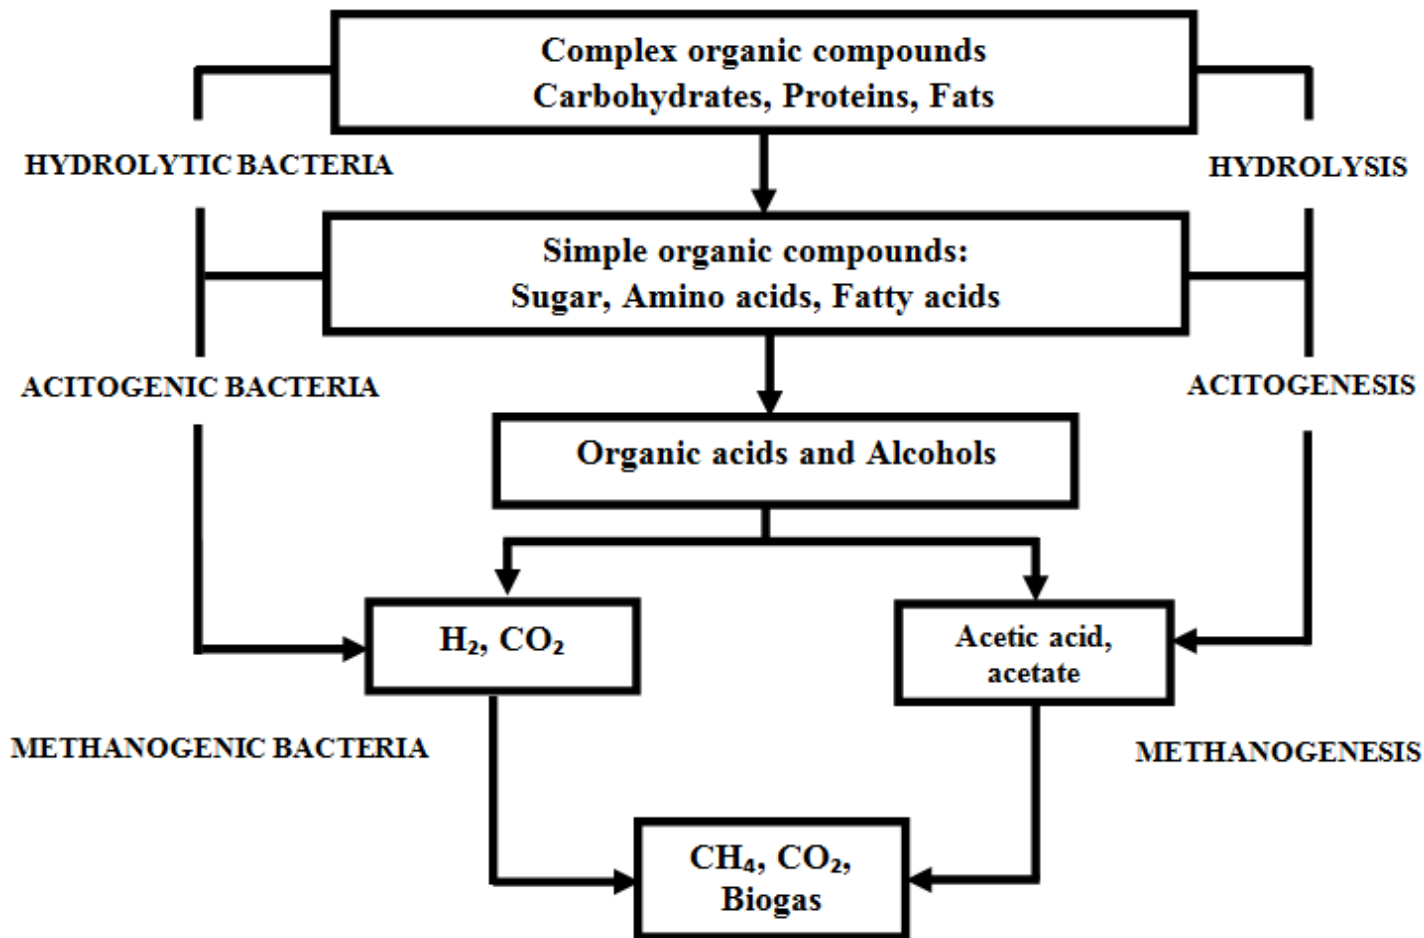 Complex organic compounds
Carbohydrates, Proteins, Fats
HYDROLYTIC BACTERIA
HYDROLYSIS
Simple organic compounds:
Sugar, Amino acids, Fatty acids
ACITOGENIC BACTERIA
ACITOGENESIS
Organic acids and Alcohols
H₂, CO₂
Acetic acid,
acetate
METHANOGENIC BACTERIA
METHANOGENESIS
CH₄, CO₂,
Biogas